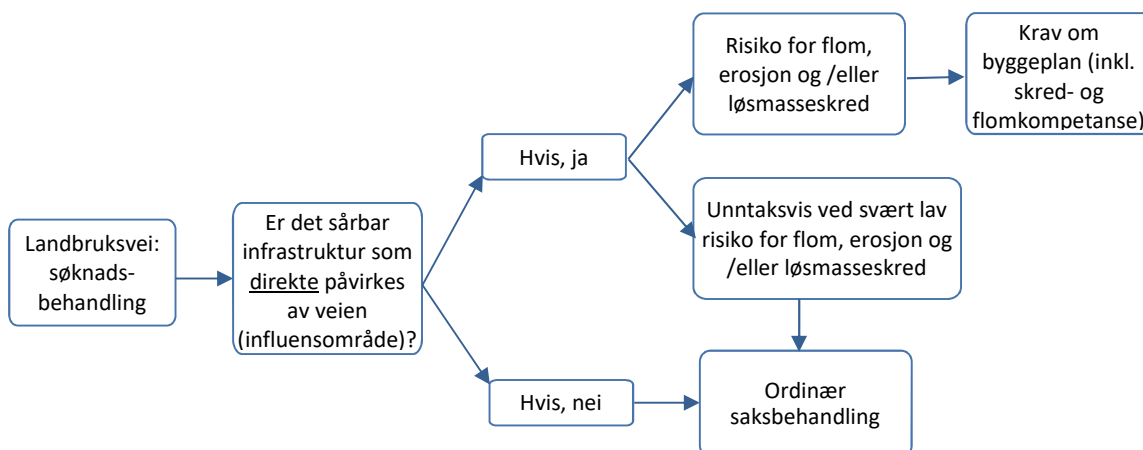 Landbruksvei:
søknads-
behandling
Er det sårbar
infrastruktur som
direkte påvirkes
av veien
(influensområde)?
Hvis, ja
Risiko for flom,
erosjon og /eller
løsmasseskred
Krav om
byggeplan (inkl.
skred- og
flomkompetanse)
Unntaksvis ved svært lav
risiko for flom, erosjon og
/eller løsmasseskred
Hvis, nei
Ordinær
saksbehandling